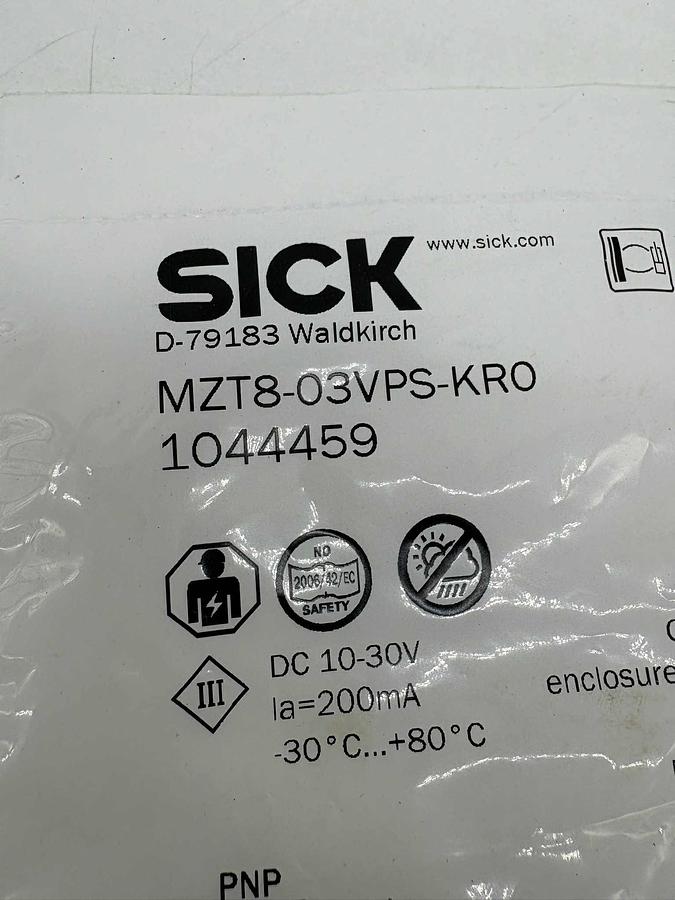 SICK www.sick.com
D-79183 Waldkirch
MZT8-03VPS-KR0
1044459
NO
2006/42/EC
SAFETY
III
DC 10-30V
Ia=200mA
enclosure
-30°C...+80°C
PNP